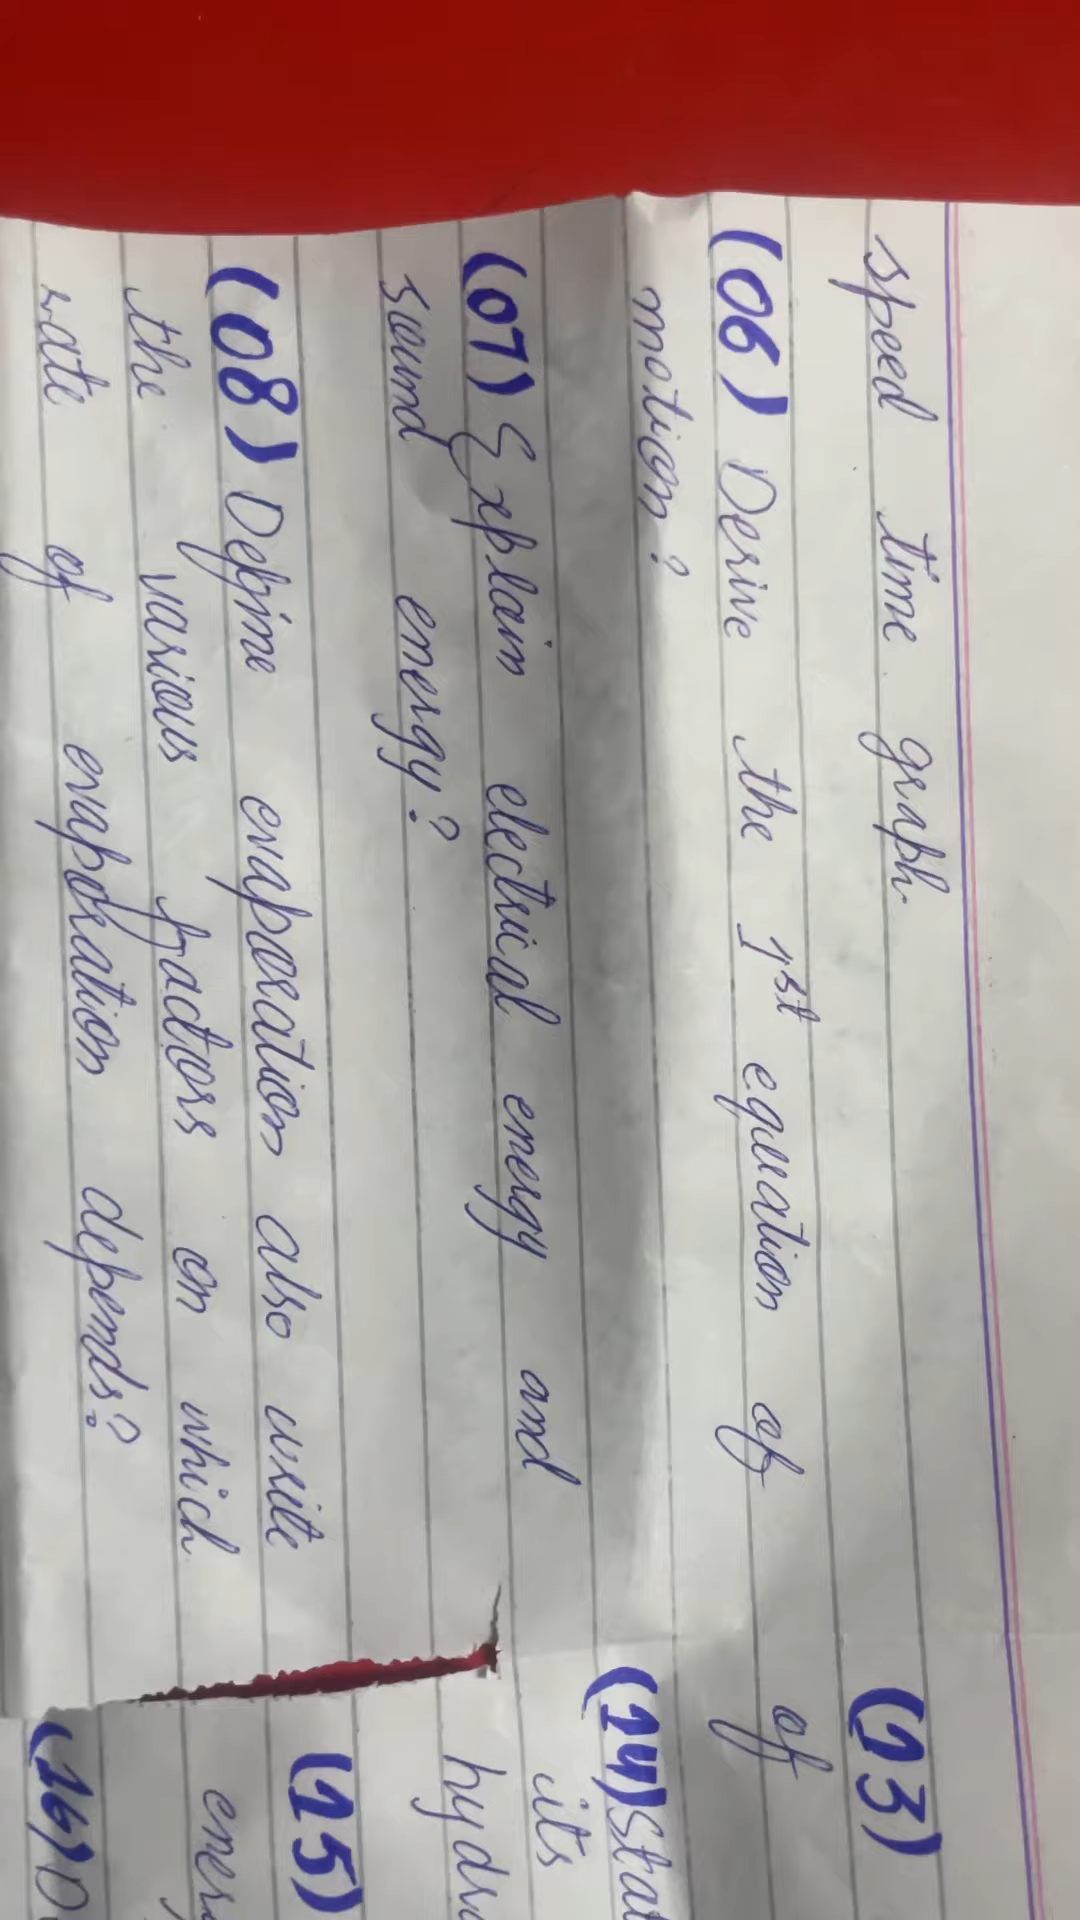 speed time graph.
(06) Derive the 1st equation of
motion?
(07) Explain electrical energy and
sound energy?
(08) Define evaporation also write
the various factors on which
rate of evaporation depends?
(13)
of
(14) Stat
its
hydro
(15)
ener
(16) D